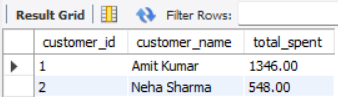 Result Grid Filter Rows:
customer_id customer_name total_spent
1 Amit Kumar 1346.00
2 Neha Sharma 548.00